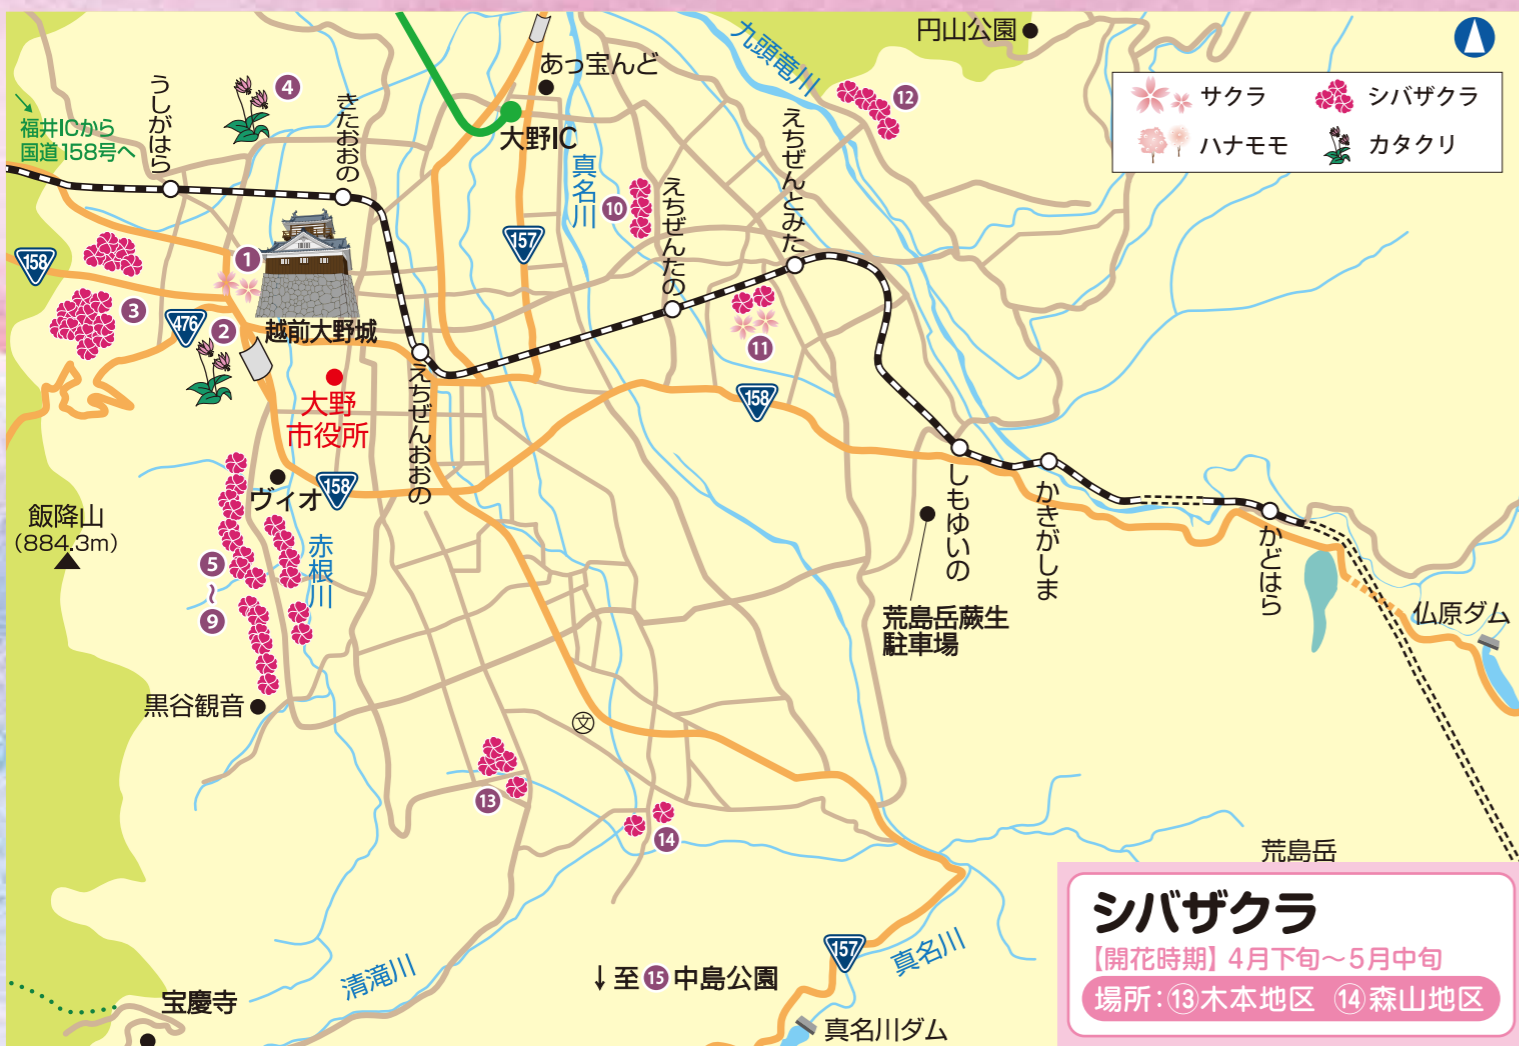 円山公園
九頭竜川
サクラ
シバザクラ
ハナモモ
カタクリ
あっ宝んど
大野IC
福井ICから
国道158号へ
うしがはら
4
きたおおの
12
えちぜんとみた
真名川
10
えちぜんたの
157
158
1
3
476
2
越前大野城
11
158
大野
市役所
えちぜんおおの
ヴィオ
158
飯降山
(884.3m)
赤根川
5
〜
9
しもゆいの
かきがしま
かどはら
荒島岳蕨生
駐車場
仏原ダム
黒谷観音
文
13
14
荒島岳
157
真名川
清滝川
↓至15中島公園
宝慶寺
真名川ダム
シバザクラ
【開花時期】4月下旬〜5月中旬
場所:⑬木本地区 ⑭森山地区